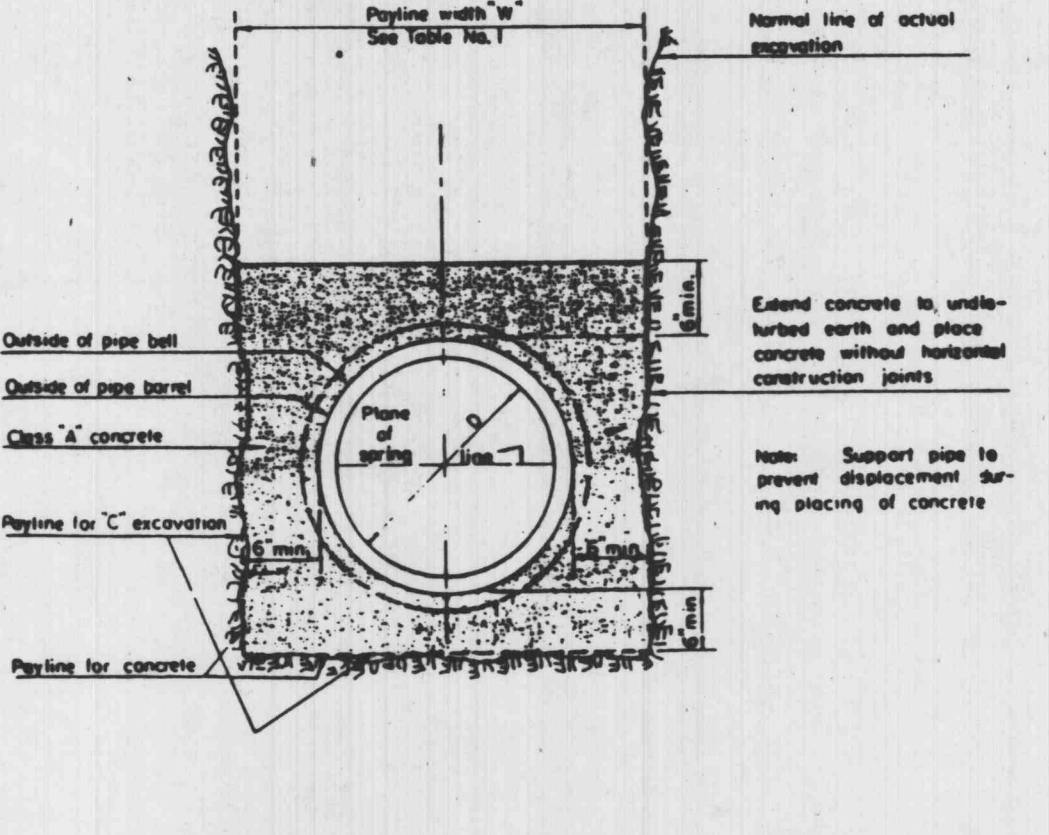 Payline width "W"
See Table No. 1
Normal line of actual
excavation
6"min.
Extend concrete to undis-
turbed earth and place
concrete without horizontal
construction joints
Outside of pipe bell
Outside of pipe barrel
Class "A" concrete
Plane
of
spring line
D
Note: Support pipe to
prevent displacement dur-
ing placing of concrete
Payline for "C" excavation
6"min.
6"min.
6"min.
Payline for concrete